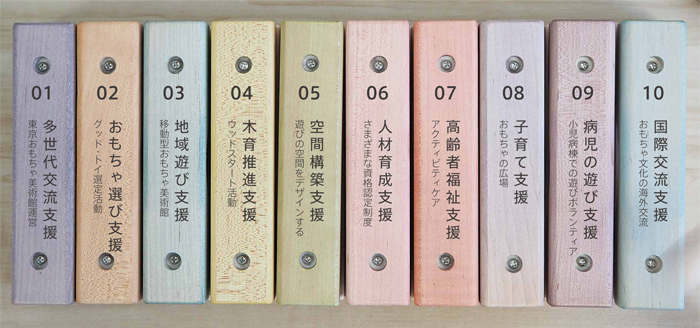 01
多世代交流支援
東京おもちゃ美術館運営
02
おもちゃ選び支援
グッド・トイ選定活動
03
地域遊び支援
移動型おもちゃ美術館
04
木育推進支援
ウッドスタート活動
05
空間構築支援
遊びの空間をデザインする
06
人材育成支援
さまざまな資格認定制度
07
高齢者福祉支援
アクティビティケア
08
子育て支援
おもちゃの広場
09
病児の遊び支援
小児病棟での遊びボランティア
10
国際交流支援
おもちゃ文化の海外交流